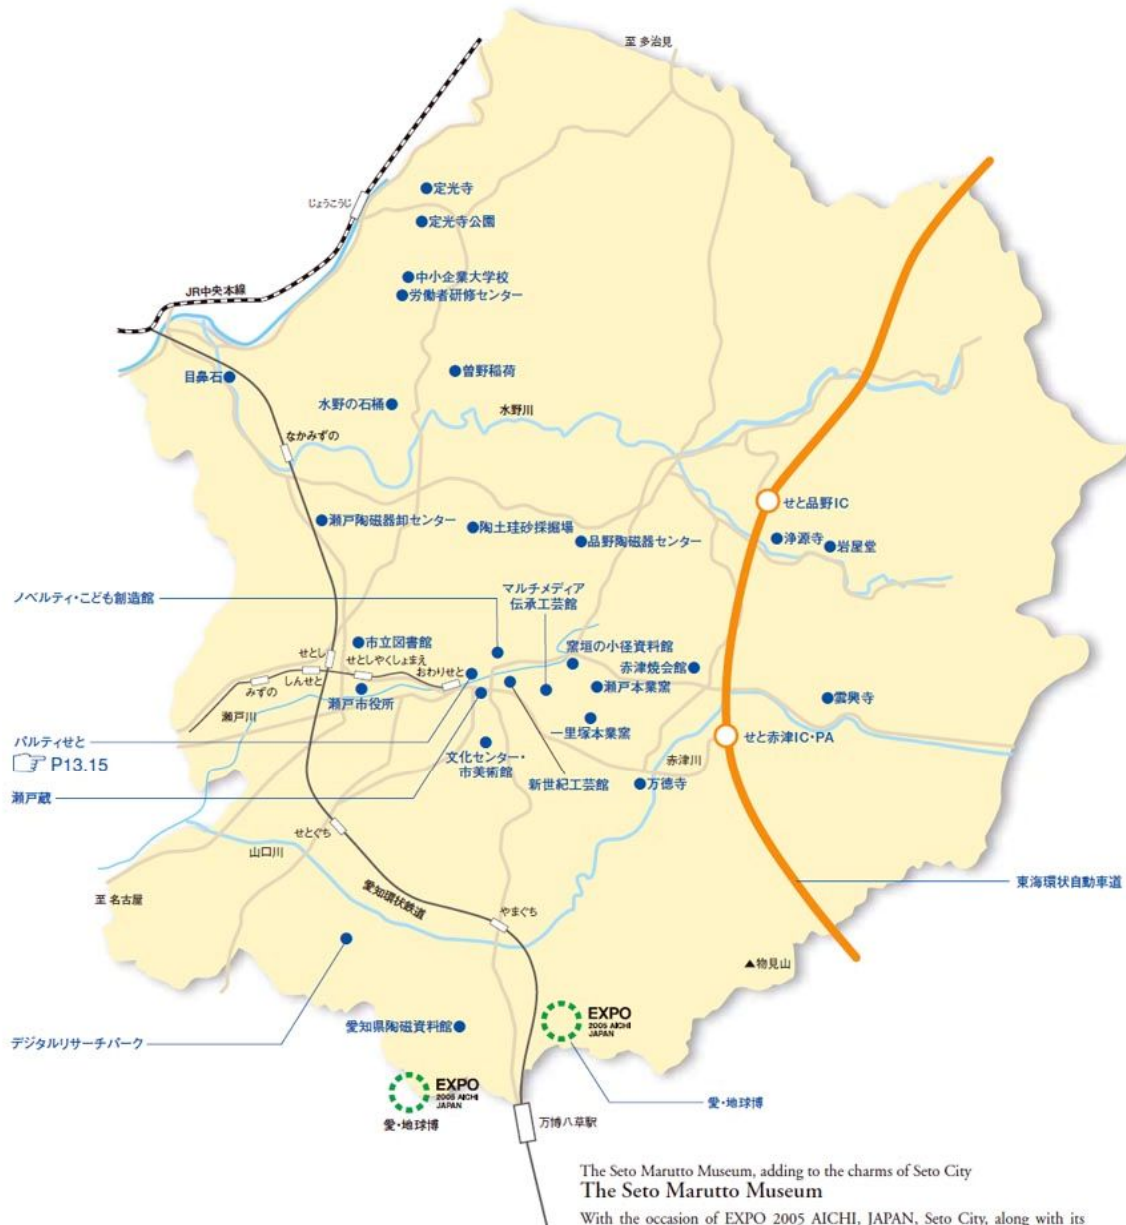 至 多治見
定光寺
じょうこうじ
定光寺公園
中小企業大学校
JR中央本線
労働者研修センター
目鼻石
曽野稲荷
水野の石桶
水野川
なかみずの
せと品野IC
瀬戸陶磁器卸センター
陶土珪砂採掘場
浄源寺
品野陶磁器センター
岩屋堂
ノベルティ・こども創造館
マルチメディア
伝承工芸館
市立図書館
窯垣の小径資料館
せとし
せとしやくしょまえ
赤津焼会館
おわりせと
しんせと
みずの
瀬戸市役所
瀬戸本業窯
雲興寺
瀬戸川
一里塚本業窯
せと赤津IC・PA
パルティせと
P13.15
文化センター・
市美術館
赤津川
新世紀工芸館
万徳寺
瀬戸蔵
せとぐち
山口川
東海環状自動車道
至 名古屋
愛知環状鉄道
やまぐち
▲物見山
愛知県陶磁資料館
EXPO
2005 AICHI
JAPAN
デジタルリサーチパーク
EXPO
2005 AICHI
JAPAN
愛・地球博
愛・地球博
万博八草駅
The Seto Marutto Museum, adding to the charms of Seto City
The Seto Marutto Museum
With the occasion of EXPO 2005 AICHI, JAPAN, Seto City, along with its